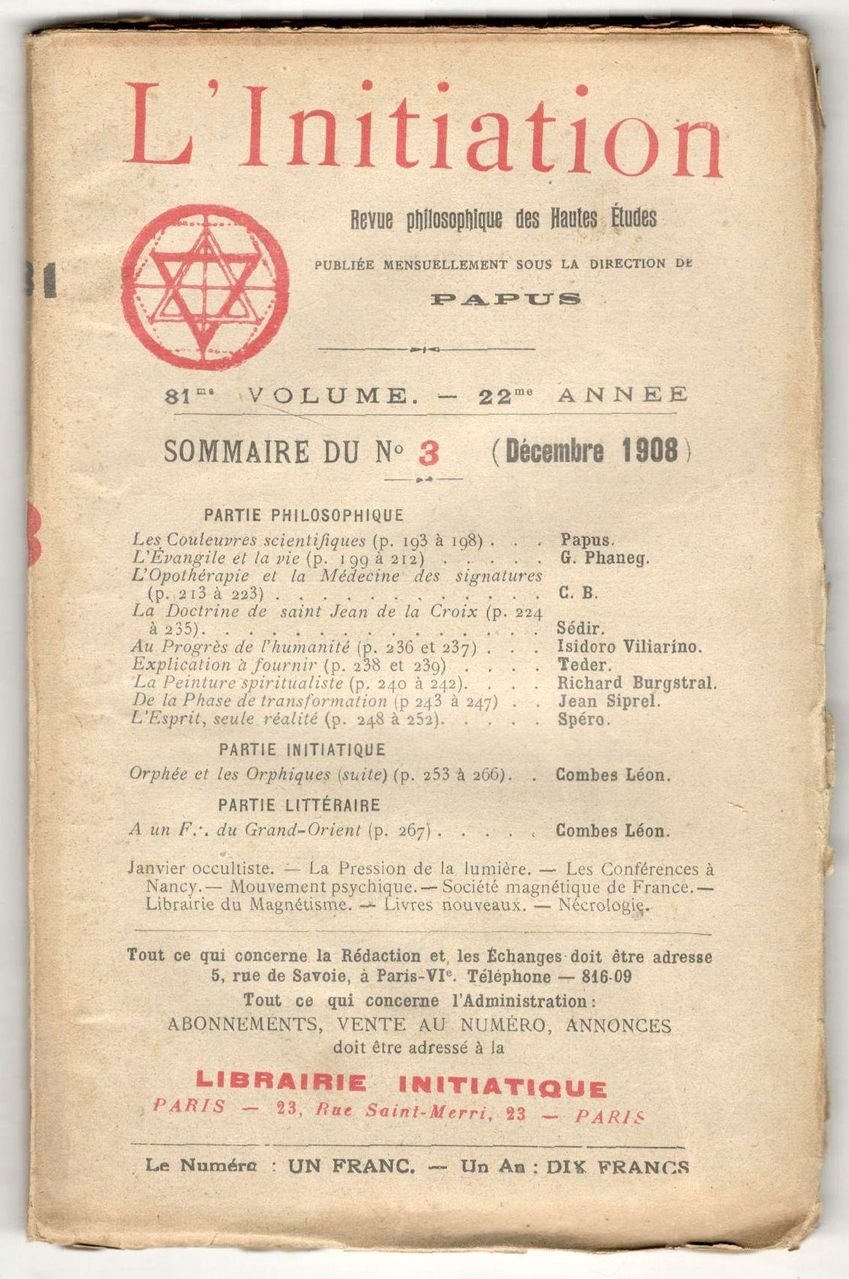 L'Initiation
Revue philosophique des Hautes Études
PUBLIÉE MENSUELLEMENT SOUS LA DIRECTION DE
PAPUS
81
81me VOLUME. — 22me ANNEE
SOMMAIRE DU No 3 (Décembre 1908)
PARTIE PHILOSOPHIQUE
Les Couleuvres scientifiques (p. 193 à 198) . . . Papus.
L'Évangile et la vie (p. 199 à 212) . . . . . G. Phaneg.
L'Opothérapie et la Médecine des signatures
(p. 213 à 223) . . . . . . . . . . . . C. B.
La Doctrine de saint Jean de la Croix (p. 224
à 235). . . . . . . . . . . . . . . Sédir.
Au Progrès de l'humanité (p. 236 et 237) . . . Isidoro Viliarino.
Explication à fournir (p. 238 et 239) . . . . Teder.
La Peinture spiritualiste (p. 240 à 242). . . . Richard Burgstral.
De la Phase de transformation (p 243 à 247) . . Jean Siprel.
L'Esprit, seule réalité (p. 248 à 252). . . . . Spéro.
PARTIE INITIATIQUE
Orphée et les Orphiques (suite) (p. 253 à 266). . Combes Léon.
PARTIE LITTÉRAIRE
A un F∴ du Grand-Orient (p. 267) . . . . . Combes Léon.
Janvier occultiste. — La Pression de la lumière. — Les Conférences à
Nancy. — Mouvement psychique. — Société magnétique de France. —
Librairie du Magnétisme. — Livres nouveaux. — Nécrologie.
Tout ce qui concerne la Rédaction et les Échanges doit être adresse
5, rue de Savoie, à Paris-VIe. Téléphone — 816-09
Tout ce qui concerne l'Administration :
ABONNEMENTS, VENTE AU NUMÉRO, ANNONCES
doit être adressé à la
LIBRAIRIE INITIATIQUE
PARIS — 23, Rue Saint-Merri, 23 — PARIS
Le Numéro : UN FRANC. — Un An : DIX FRANCS